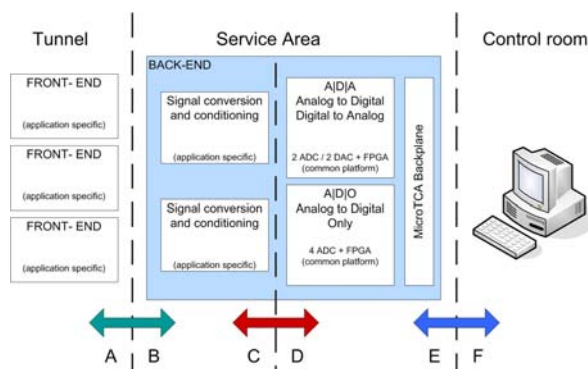 Tunnel
Service Area
Control room
BACK-END
FRONT- END
(application specific)
FRONT- END
(application specific)
FRONT- END
(application specific)
Signal conversion
and conditioning
(application specific)
Signal conversion
and conditioning
(application specific)
A|D|A
Analog to Digital
Digital to Analog
2 ADC / 2 DAC + FPGA
(common platform)
A|D|O
Analog to Digital
Only
4 ADC + FPGA
(common platform)
MicroTCA Backplane
A
B
C
D
E
F